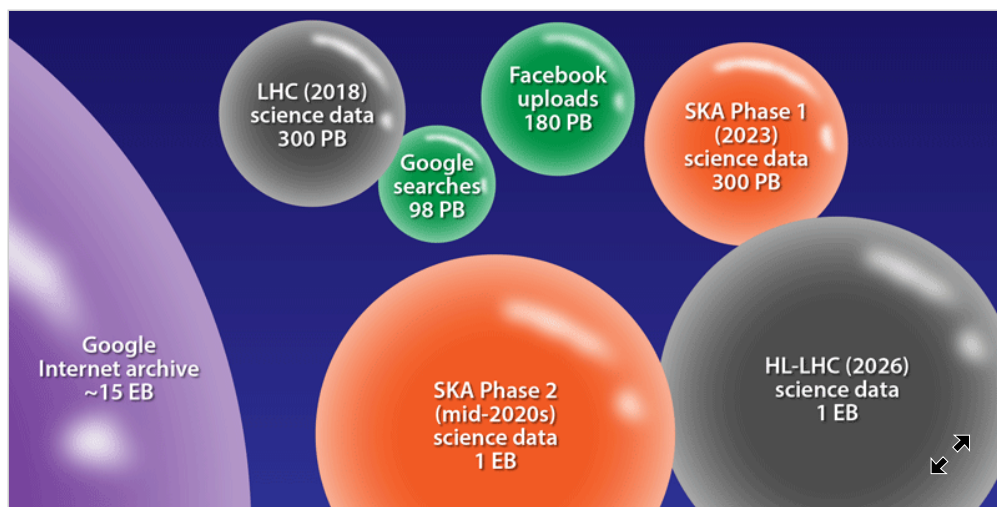 LHC (2018)
science data
300 PB
Google
searches
98 PB
Facebook
uploads
180 PB
SKA Phase 1
(2023)
science data
300 PB
Google
Internet archive
~15 EB
SKA Phase 2
(mid-2020s)
science data
1 EB
HL-LHC (2026)
science data
1 EB